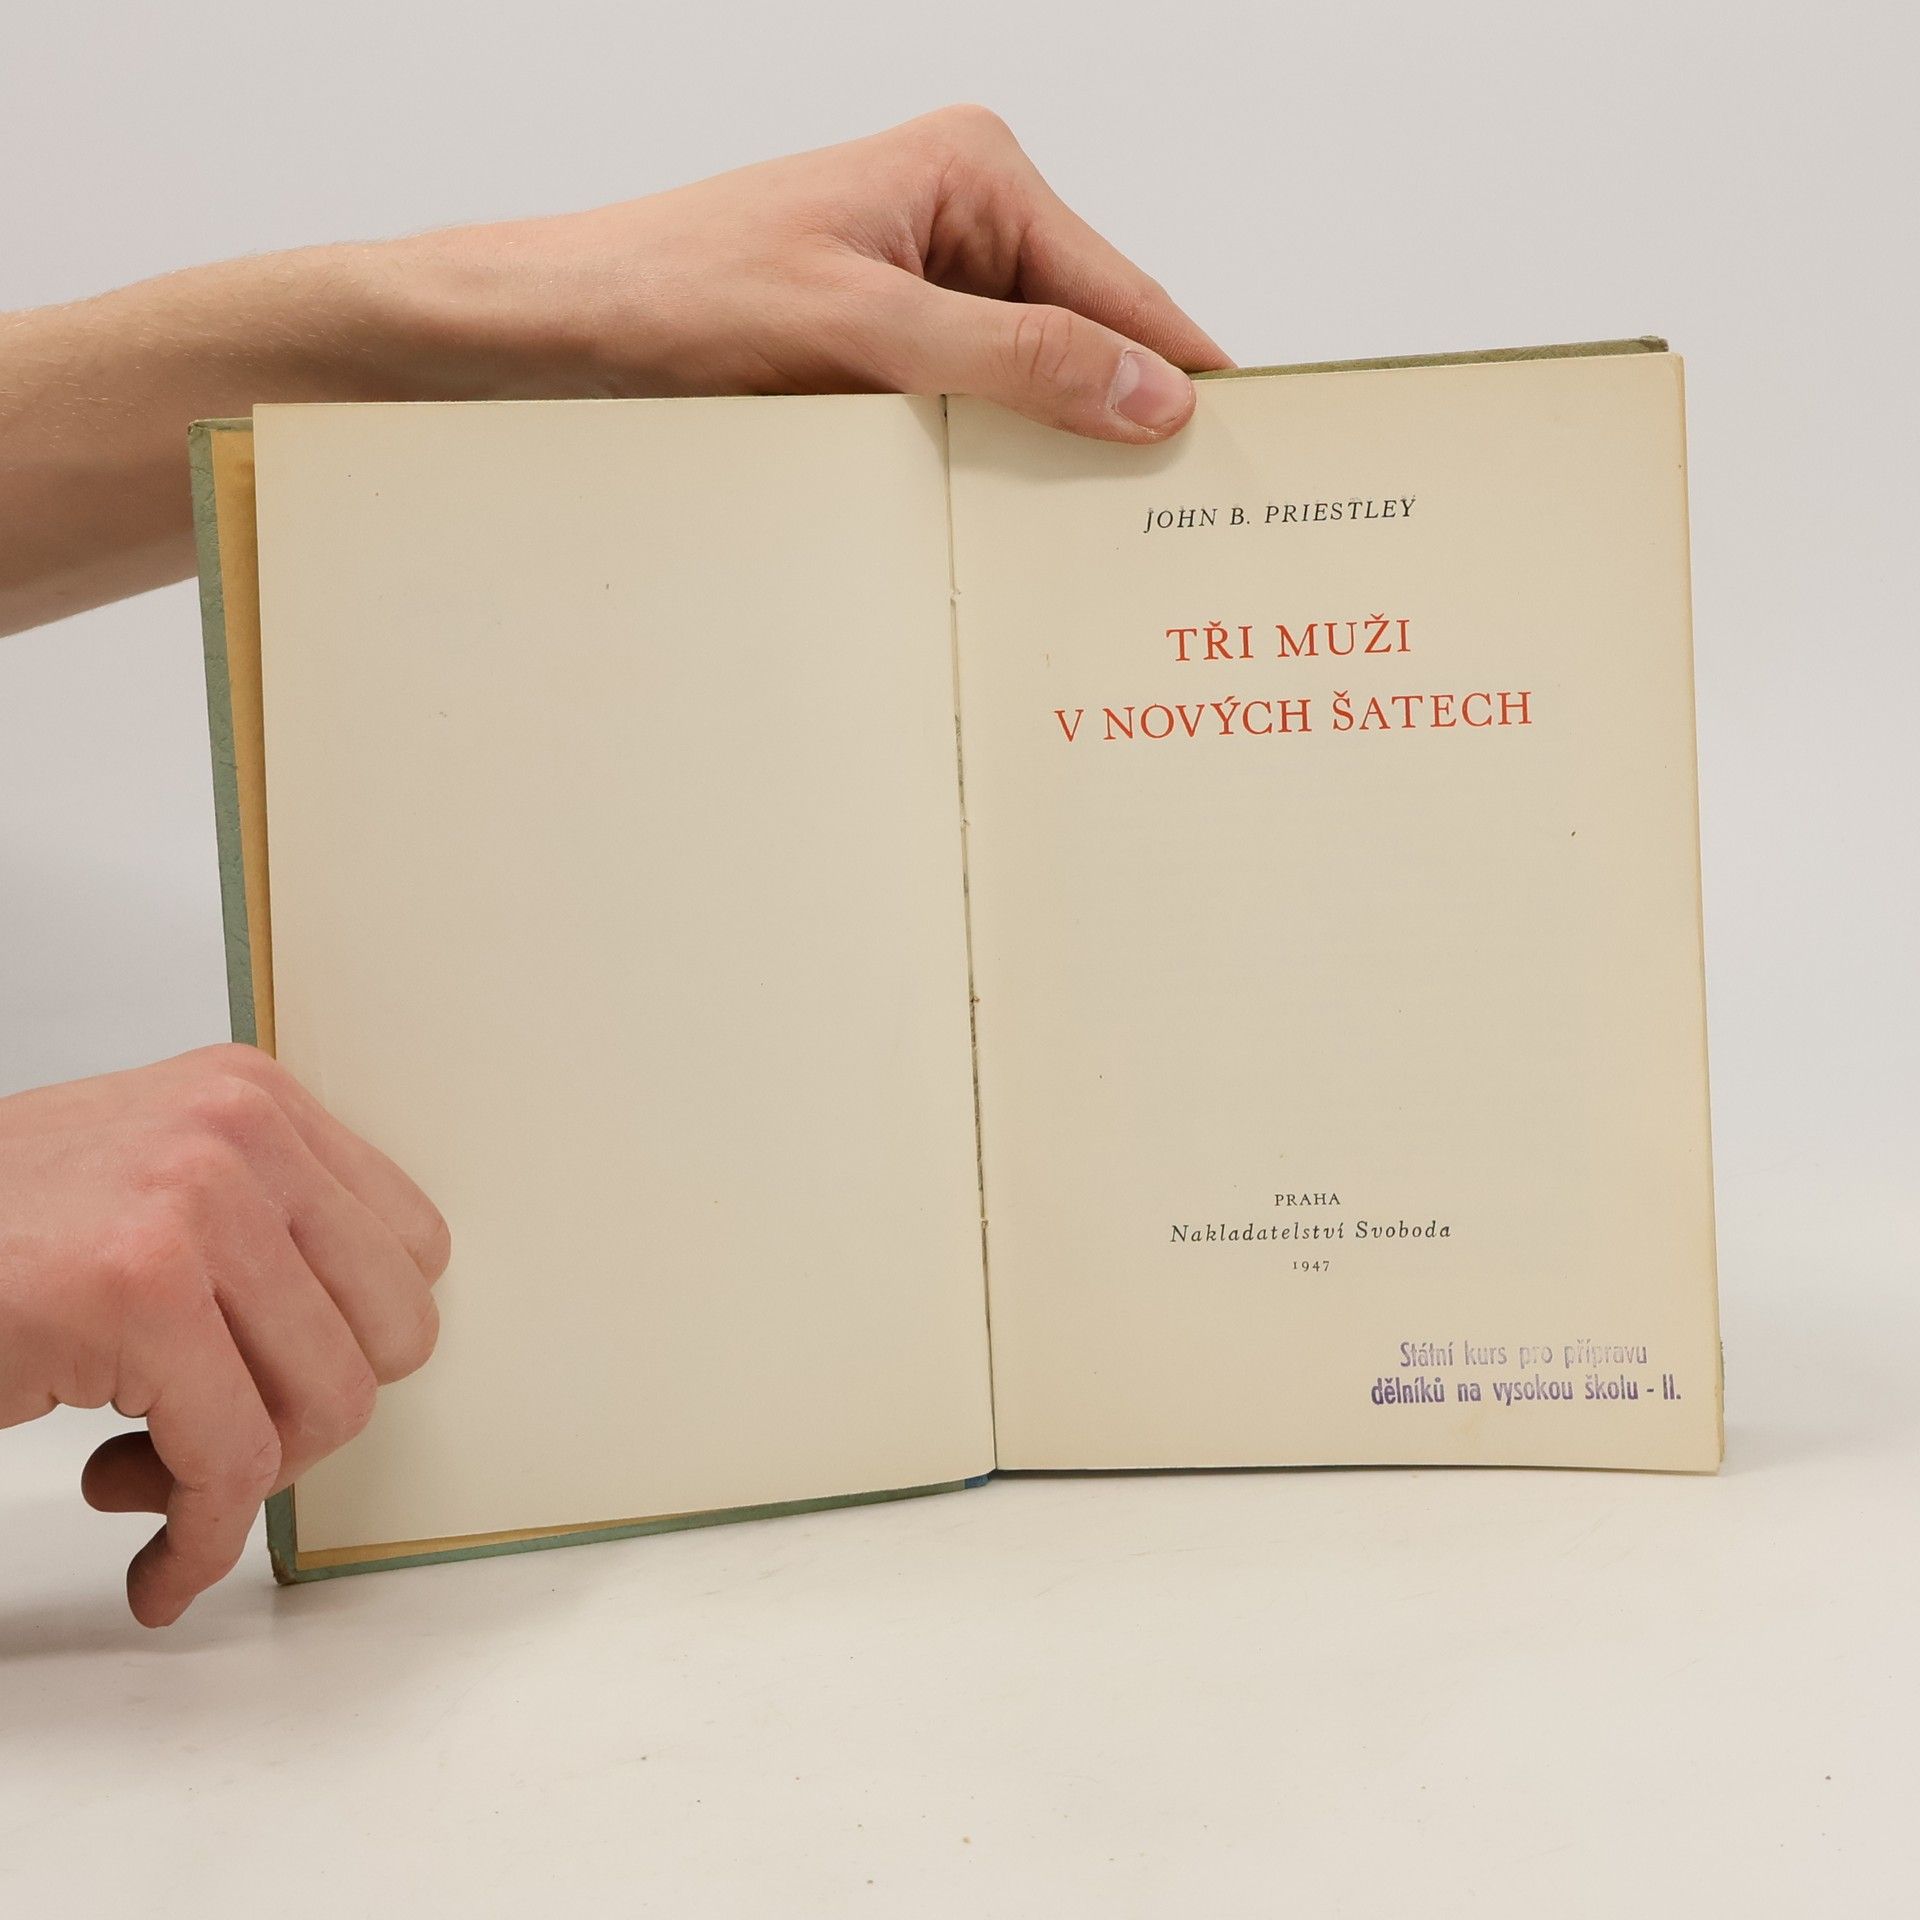 JOHN B. PRIESTLEY
TŘI MUŽI
V NOVÝCH ŠATECH
PRAHA
Nakladatelství Svoboda
1947
Státní kurs pro přípravu
dělníků na vysokou školu - II.